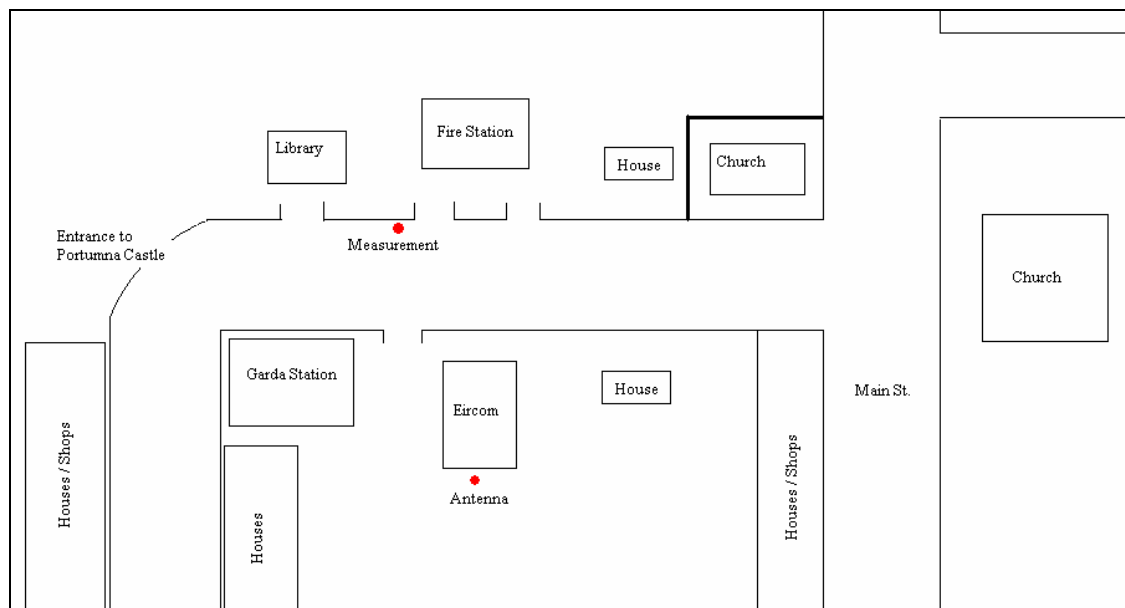 Fire Station
Library
House
Church
Entrance to
Portumna Castle
Measurement
Church
Garda Station
House
Main St.
Eircom
Houses / Shops
Houses / Shops
Antenna
Houses